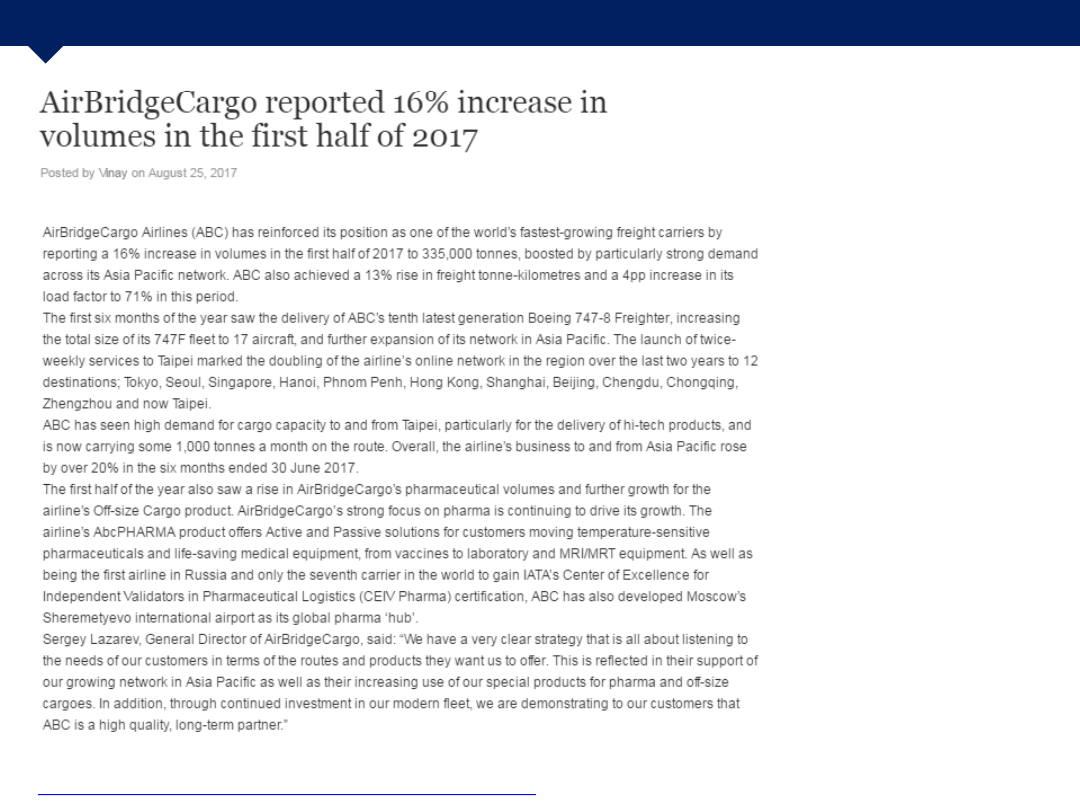 AirBridgeCargo reported 16% increase in
volumes in the first half of 2017
Posted by Vinay on August 25, 2017
AirBridgeCargo Airlines (ABC) has reinforced its position as one of the world's fastest-growing freight carriers by
reporting a 16% increase in volumes in the first half of 2017 to 335,000 tonnes, boosted by particularly strong demand
across its Asia Pacific network. ABC also achieved a 13% rise in freight tonne-kilometres and a 4pp increase in its
load factor to 71% in this period.
The first six months of the year saw the delivery of ABC's tenth latest generation Boeing 747-8 Freighter, increasing
the total size of its 747F fleet to 17 aircraft, and further expansion of its network in Asia Pacific. The launch of twice-
weekly services to Taipei marked the doubling of the airline's online network in the region over the last two years to 12
destinations; Tokyo, Seoul, Singapore, Hanoi, Phnom Penh, Hong Kong, Shanghai, Beijing, Chengdu, Chongqing,
Zhengzhou and now Taipei.
ABC has seen high demand for cargo capacity to and from Taipei, particularly for the delivery of hi-tech products, and
is now carrying some 1,000 tonnes a month on the route. Overall, the airline's business to and from Asia Pacific rose
by over 20% in the six months ended 30 June 2017.
The first half of the year also saw a rise in AirBridgeCargo's pharmaceutical volumes and further growth for the
airline's Off-size Cargo product. AirBridgeCargo's strong focus on pharma is continuing to drive its growth. The
airline's AbcPHARMA product offers Active and Passive solutions for customers moving temperature-sensitive
pharmaceuticals and life-saving medical equipment, from vaccines to laboratory and MRI/MRT equipment. As well as
being the first airline in Russia and only the seventh carrier in the world to gain IATA's Center of Excellence for
Independent Validators in Pharmaceutical Logistics (CEIV Pharma) certification, ABC has also developed Moscow's
Sheremetyevo international airport as its global pharma 'hub'.
Sergey Lazarev, General Director of AirBridgeCargo, said: "We have a very clear strategy that is all about listening to
the needs of our customers in terms of the routes and products they want us to offer. This is reflected in their support of
our growing network in Asia Pacific as well as their increasing use of our special products for pharma and off-size
cargoes. In addition, through continued investment in our modern fleet, we are demonstrating to our customers that
ABC is a high quality, long-term partner."